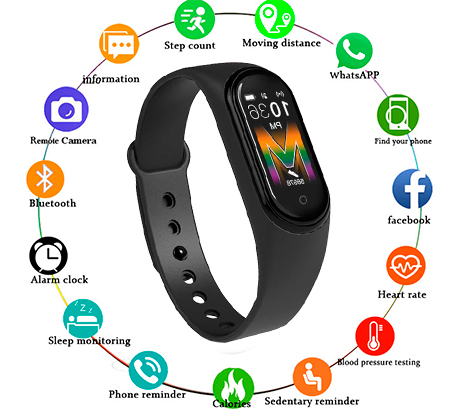 Step count
Moving distance
information
WhatsAPP
Remote Camera
Find your phone
10
36
PM
Bluetooth
facebook
Alarm clock
Heart rate
Sleep monitoring
Blood pressure testing
Phone reminder
Calories
Sedentary reminder